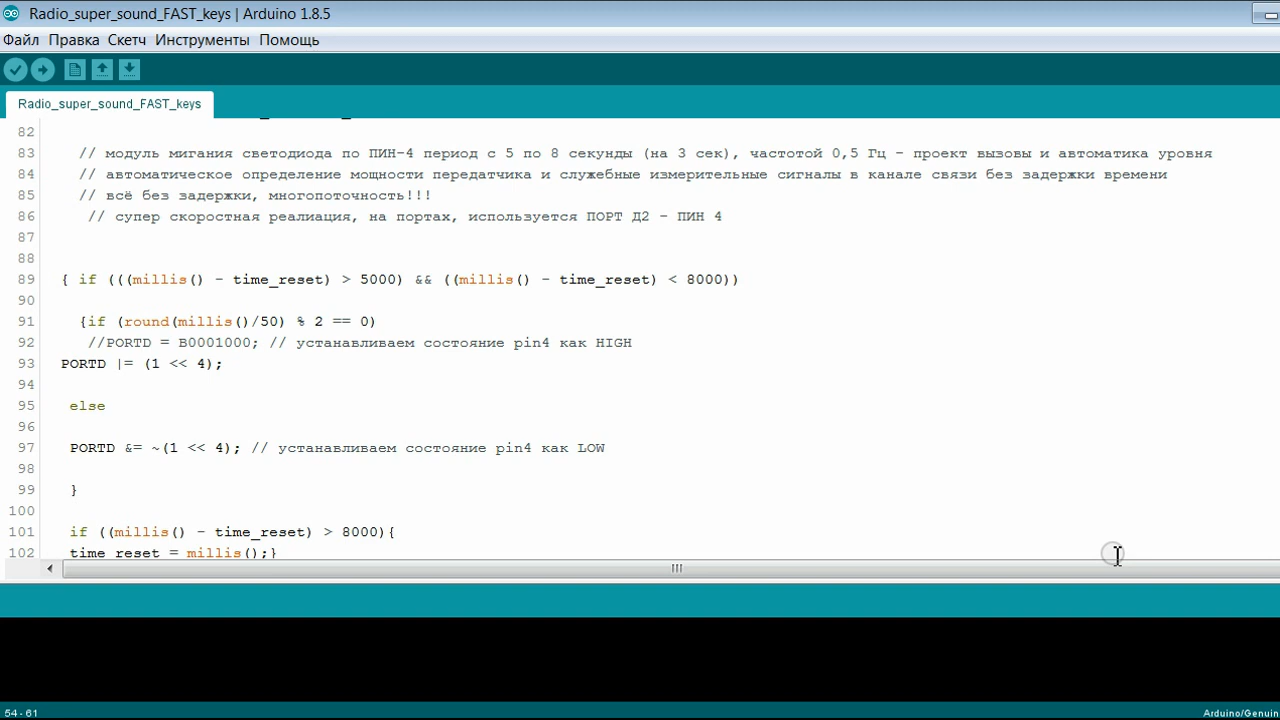 Radio_super_sound_FAST_keys | Arduino 1.8.5
Файл Правка Скетч Инструменты Помощь
Radio_super_sound_FAST_keys
82
83 // модуль мигания светодиода по ПИН-4 период с 5 по 8 секунды (на 3 сек), частотой 0,5 Гц - проект вызовы и автоматика уровня
84 // автоматическое определение мощности передатчика и служебные измерительные сигналы в канале связи без задержки времени
85 // всё без задержки, многопоточность!!!
86 // супер скоростная реалиация, на портах, используется ПОРТ Д2 - ПИН 4
87
88
89 { if (((millis() - time_reset) > 5000) && ((millis() - time_reset) < 8000))
90
91 {if (round(millis()/50) % 2 == 0)
92 //PORTD = B0001000; // устанавливаем состояние pin4 как HIGH
93 PORTD |= (1 << 4);
94
95 else
96
97 PORTD &= ~(1 << 4); // устанавливаем состояние pin4 как LOW
98
99 }
100
101 if ((millis() - time_reset) > 8000){
102 time_reset = millis();}
54 - 61
Arduino/Genuin